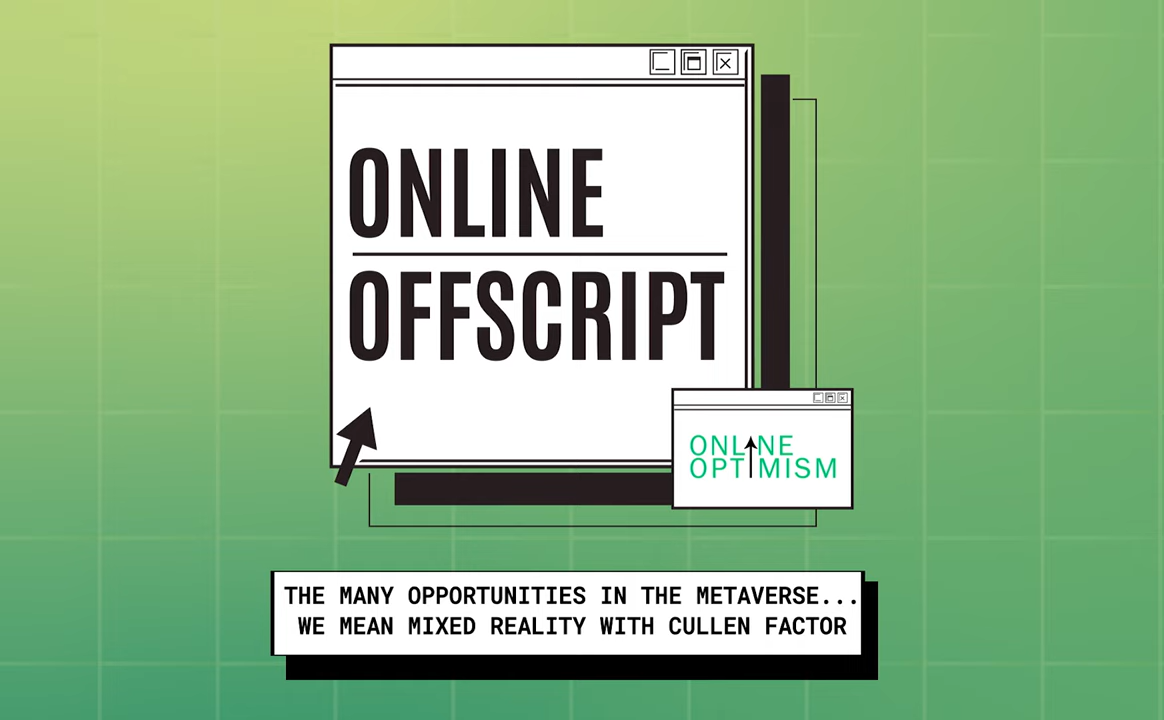 ONLINE
OFFSCRIPT
ONLINE
OPTIMISM
THE MANY OPPORTUNITIES IN THE METAVERSE...
WE MEAN MIXED REALITY WITH CULLEN FACTOR